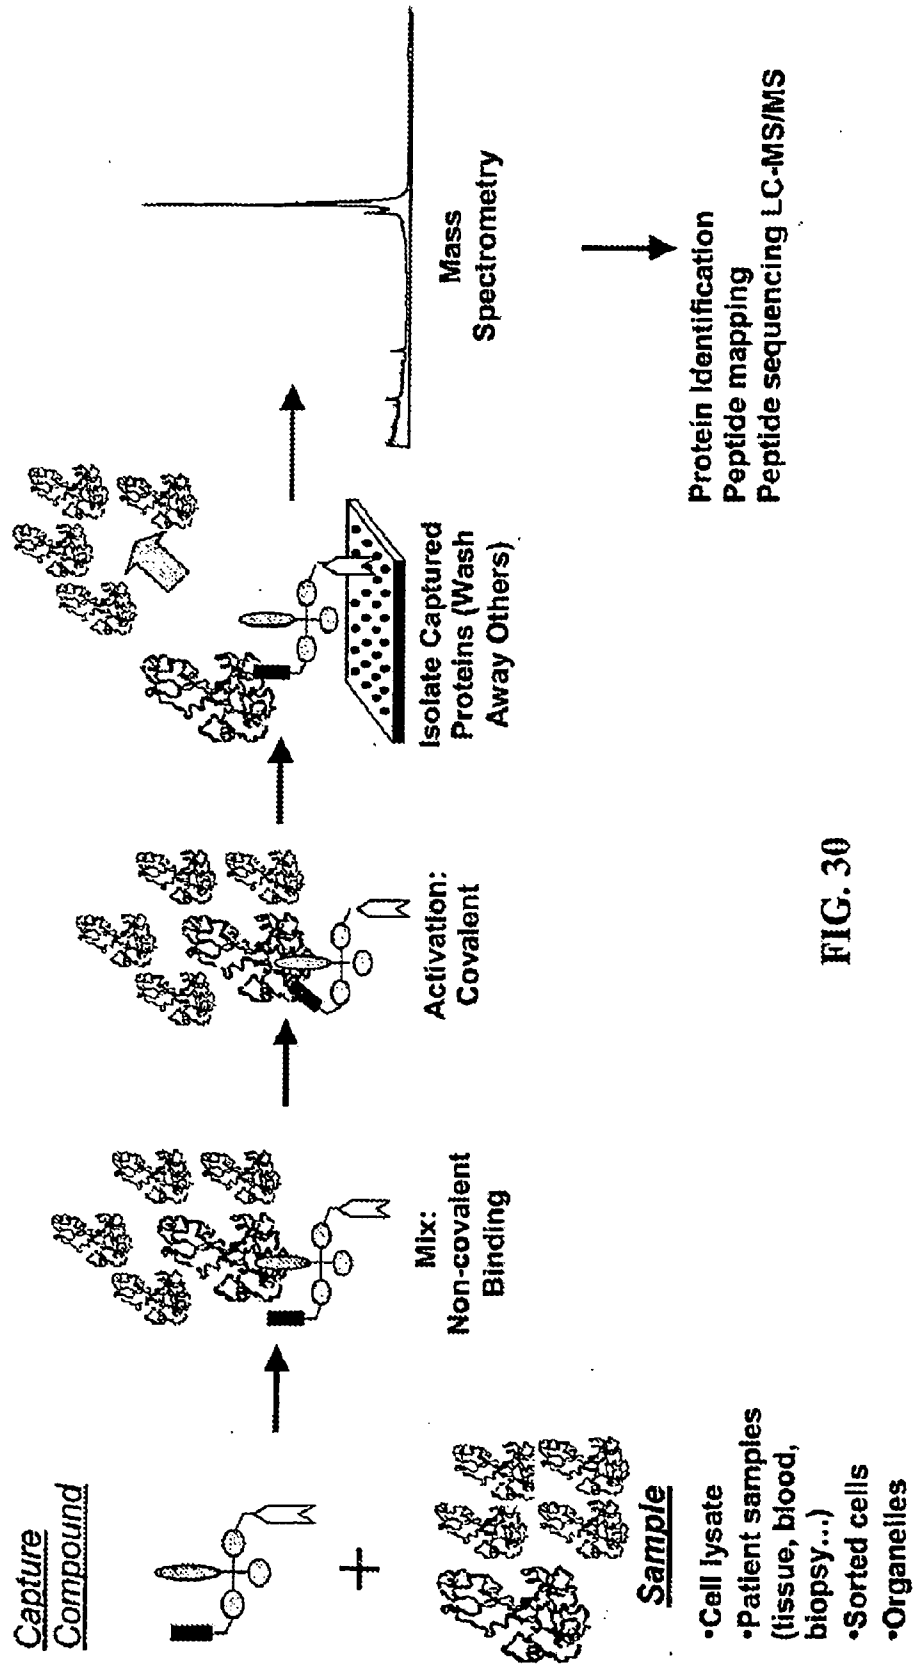 Capture
Compound
+
Sample
•Cell lysate
•Patient samples
(tissue, blood,
biopsy...)
•Sorted cells
•Organelles
Mix:
Non-covalent
Binding
Activation:
Covalent
Isolate Captured
Proteins (Wash
Away Others)
Mass
Spectrometry
Protein Identification
Peptide mapping
Peptide sequencing LC-MS/MS
FIG. 30